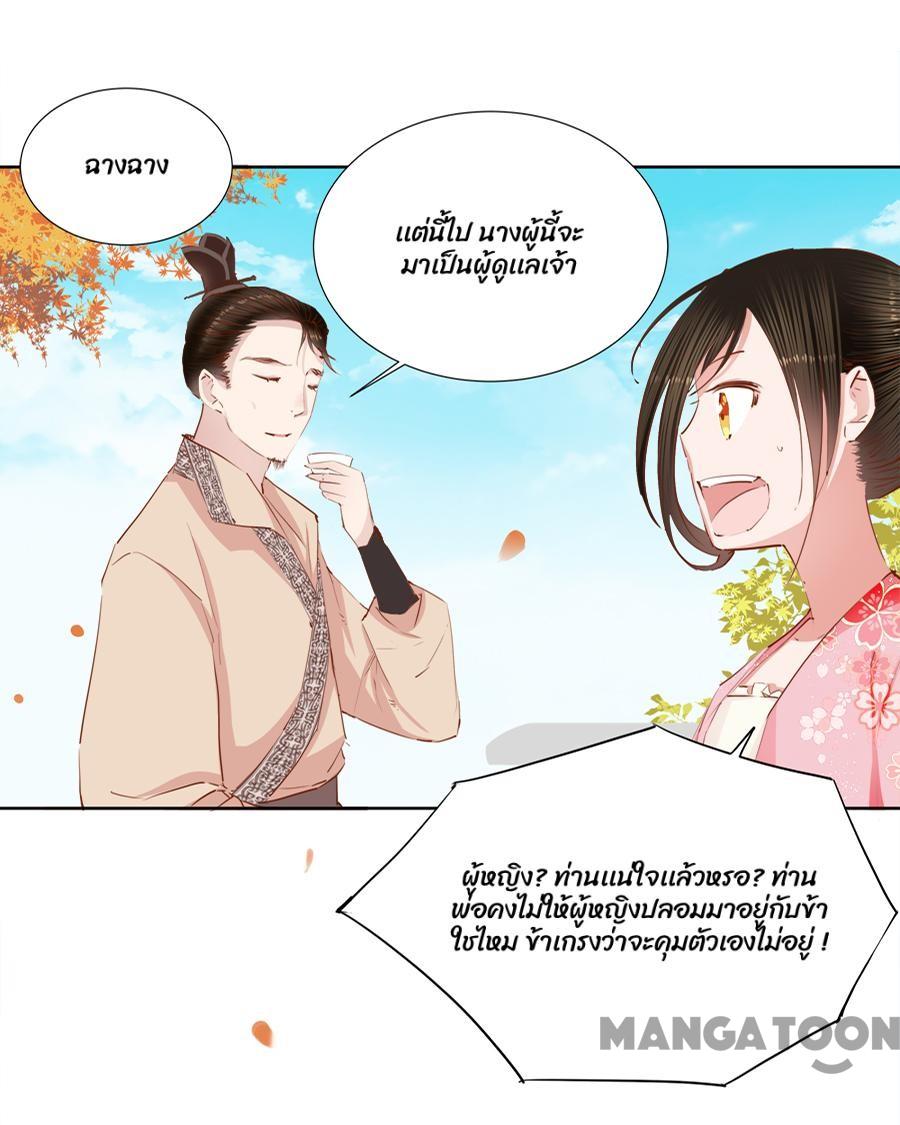 ฉางฉาง
แต่นี้ไป นางผู้นี้จะ
มาเป็นผู้ดูแลเจ้า
ผู้หญิง? ท่านแน่ใจแล้วหรอ? ท่าน
พ่อคงไม่ให้ผู้หญิงปลอมมาอยู่กับข้า
ใช่ไหม ข้าเกรงว่าจะคุมตัวเองไม่อยู่ !
MANGA TOON